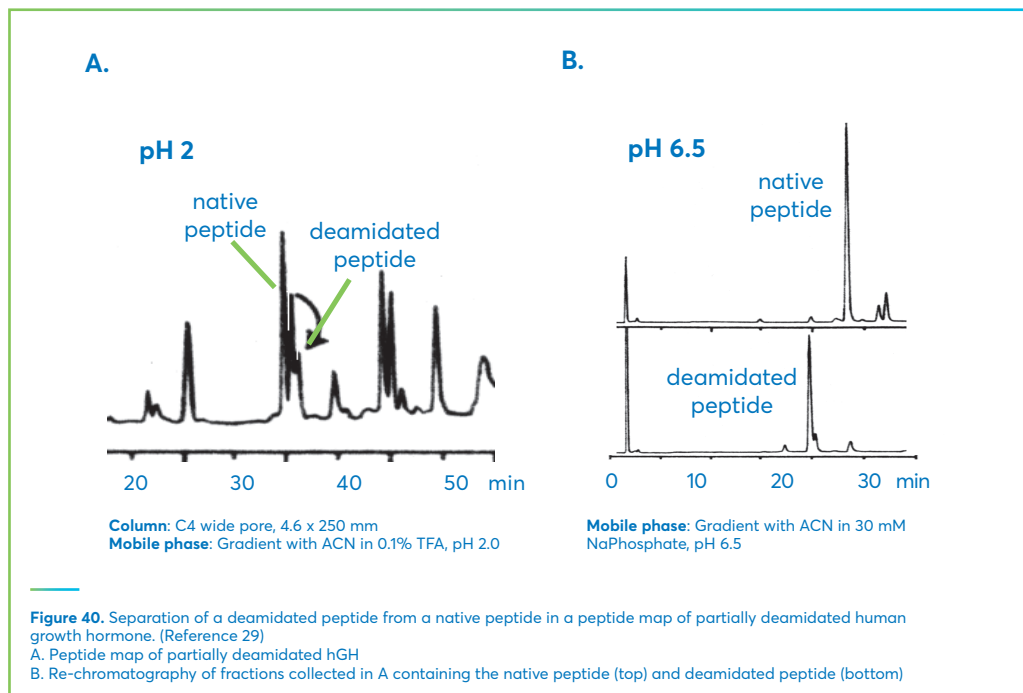 A.
pH 2
native
peptide
deamidated
peptide
20 30 40 50 min
Column: C4 wide pore, 4.6 x 250 mm
Mobile phase: Gradient with ACN in 0.1% TFA, pH 2.0
B.
pH 6.5
native
peptide
deamidated
peptide
0 10 20 30 min
Mobile phase: Gradient with ACN in 30 mM
NaPhosphate, pH 6.5
Figure 40. Separation of a deamidated peptide from a native peptide in a peptide map of partially deamidated human
growth hormone. (Reference 29)
A. Peptide map of partially deamidated hGH
B. Re-chromatography of fractions collected in A containing the native peptide (top) and deamidated peptide (bottom)